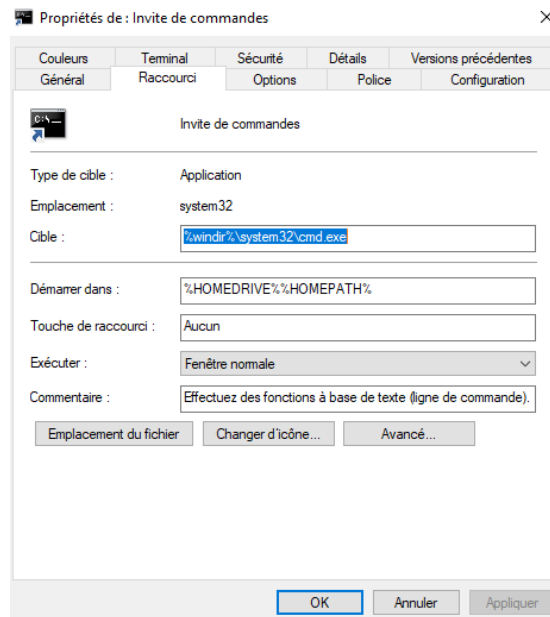 Propriétés de : Invite de commandes
Couleurs Terminal Sécurité Détails Versions précédentes
Général Raccourci Options Police Configuration
C:\_
Invite de commandes
Type de cible : Application
Emplacement : system32
Cible : %windir%\system32\cmd.exe
Démarrer dans : %HOMEDRIVE%%HOMEPATH%
Touche de raccourci : Aucun
Exécuter : Fenêtre normale
Commentaire : Effectuez des fonctions à base de texte (ligne de commande).
Emplacement du fichier Changer d'icône... Avancé...
OK Annuler Appliquer